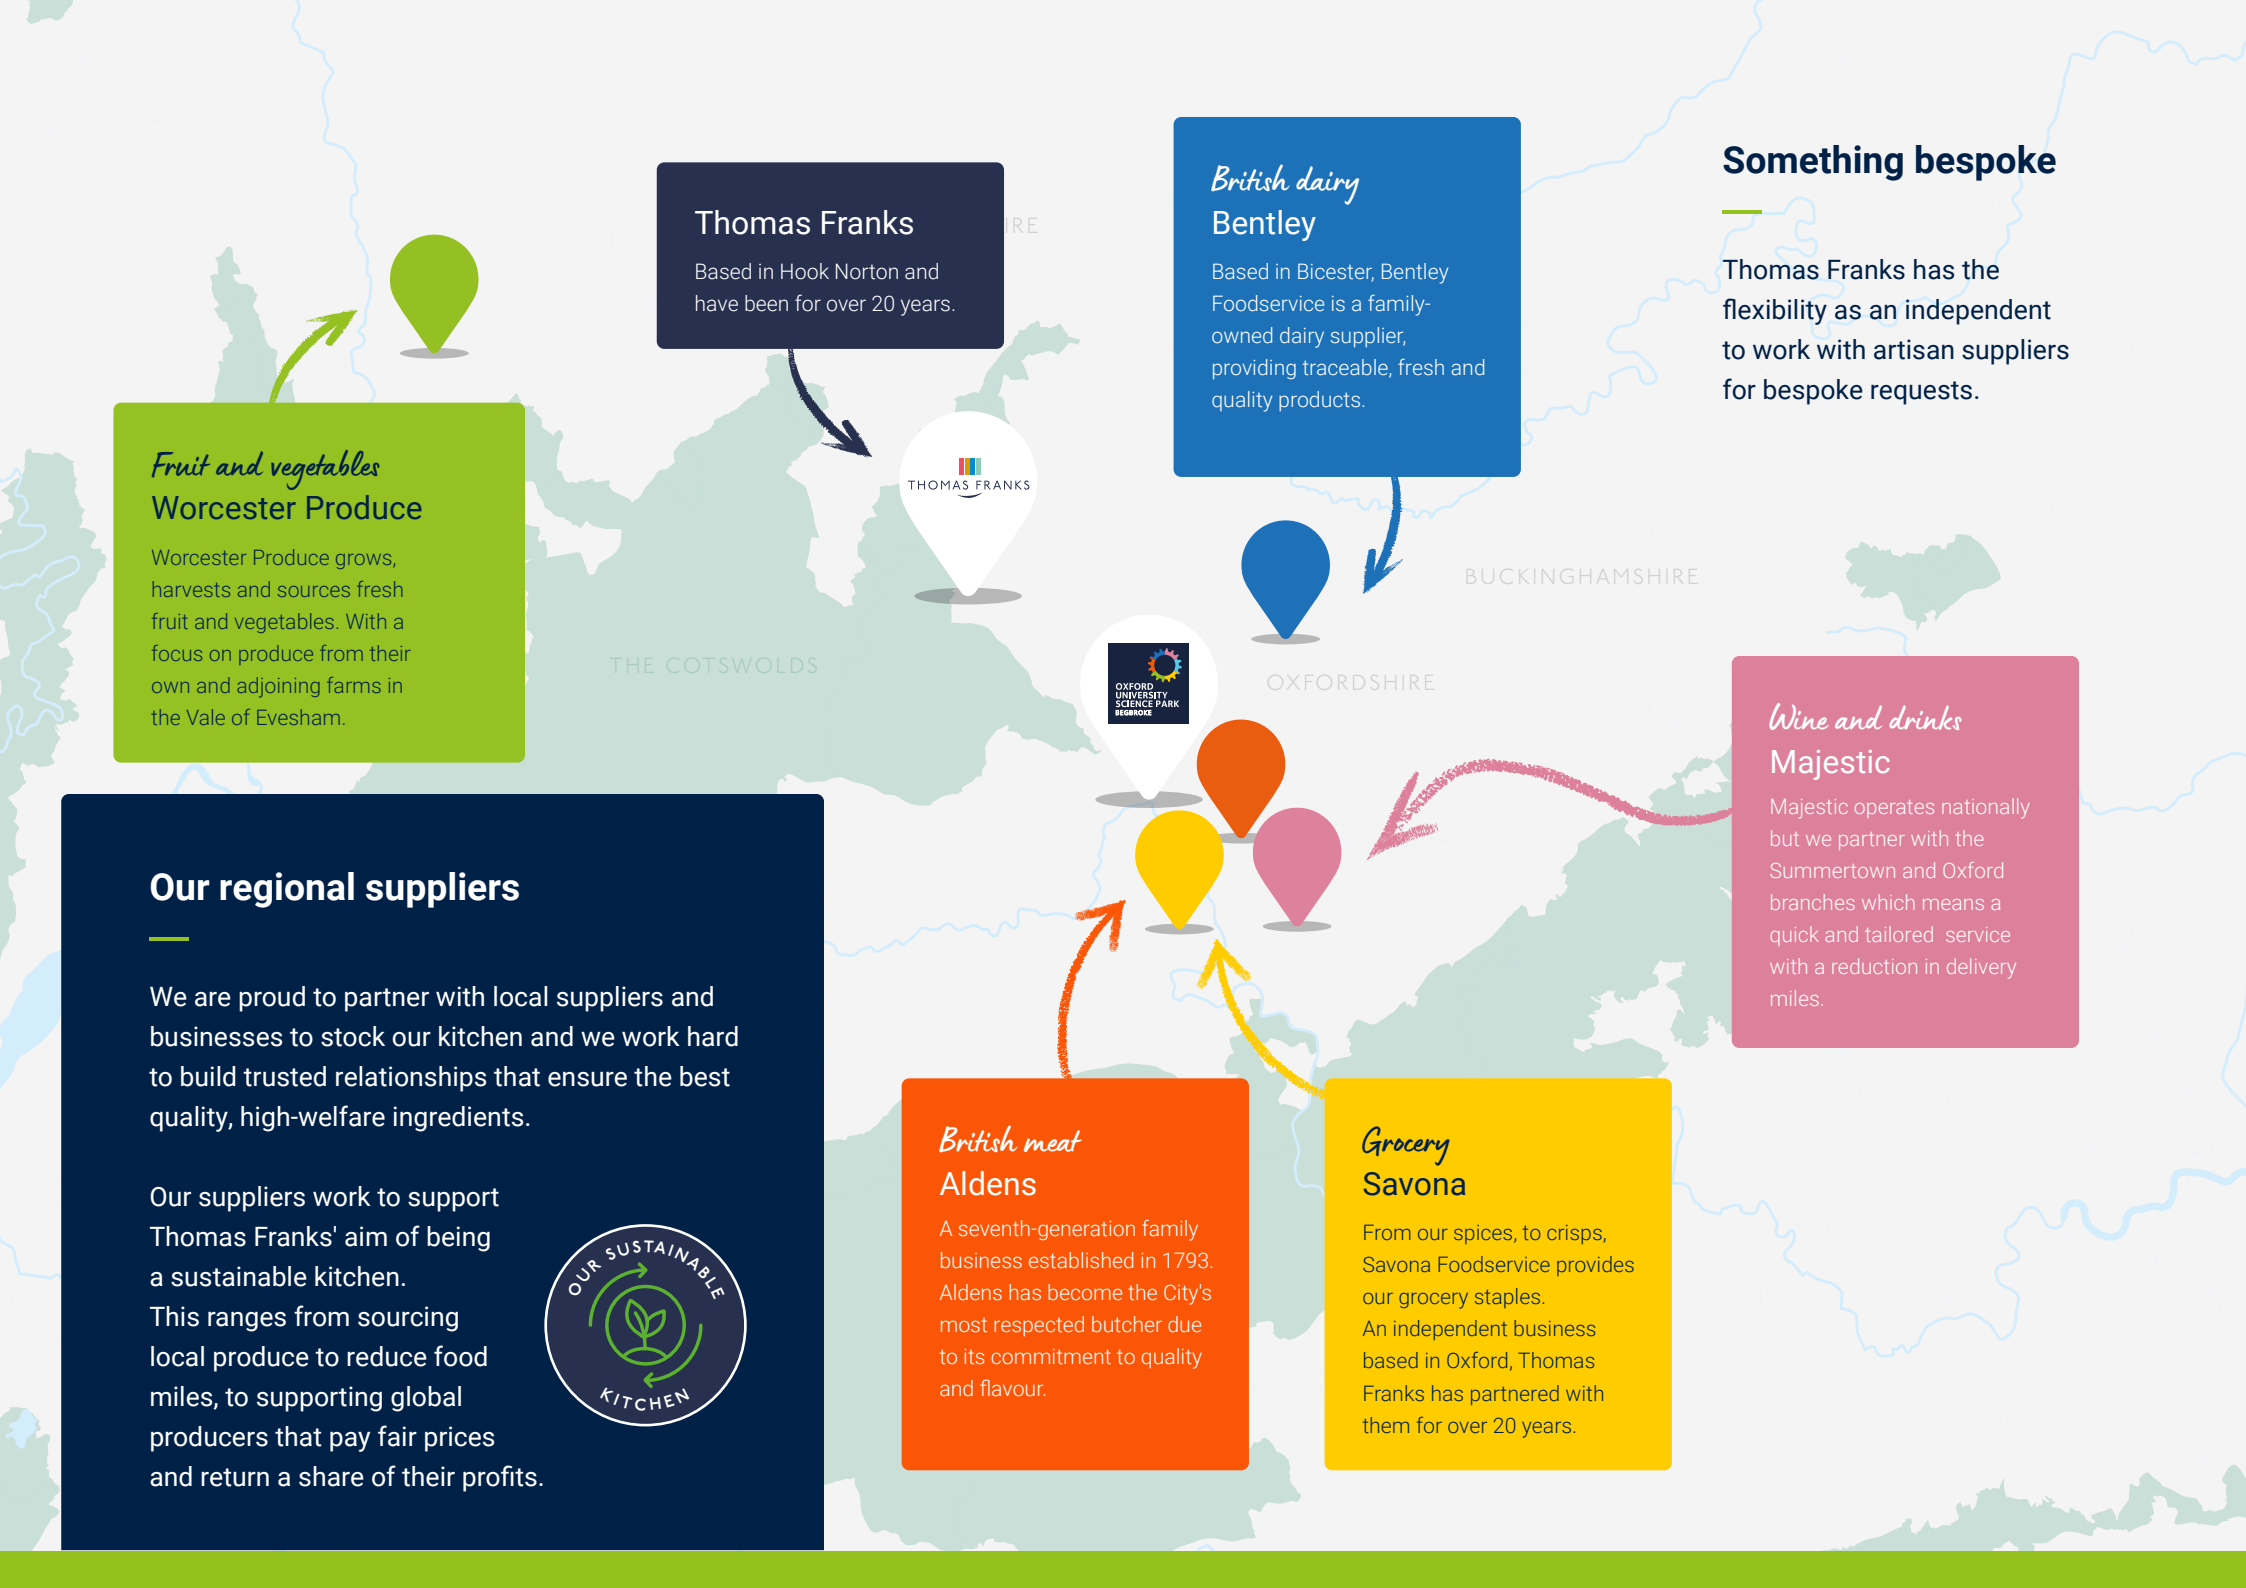 Something bespoke
Thomas Franks has the
flexibility as an independent
to work with artisan suppliers
for bespoke requests.
British dairy
Bentley
Based in Bicester, Bentley
Foodservice is a family-
owned dairy supplier,
providing traceable, fresh and
quality products.
Thomas Franks
Based in Hook Norton and
have been for over 20 years.
IRE
THOMAS FRANKS
Fruit and vegetables
Worcester Produce
Worcester Produce grows,
harvests and sources fresh
fruit and vegetables. With a
focus on produce from their
own and adjoining farms in
the Vale of Evesham.
BUCKINGHAMSHIRE
THE COTSWOLDS
OXFORDSHIRE
OXFORD
UNIVERSITY
SCIENCE PARK
BEGBROKE
Wine and drinks
Majestic
Majestic operates nationally
but we partner with the
Summertown and Oxford
branches which means a
quick and tailored  service
with a reduction in delivery
miles.
Our regional suppliers
We are proud to partner with local suppliers and
businesses to stock our kitchen and we work hard
to build trusted relationships that ensure the best
quality, high-welfare ingredients.
Our suppliers work to support
Thomas Franks' aim of being
a sustainable kitchen.
This ranges from sourcing
local produce to reduce food
miles, to supporting global
producers that pay fair prices
and return a share of their profits.
OUR SUSTAINABLE
KITCHEN
British meat
Aldens
A seventh-generation family
business established in 1793.
Aldens has become the City's
most respected butcher due
to its commitment to quality
and flavour.
Grocery
Savona
From our spices, to crisps,
Savona Foodservice provides
our grocery staples.
An independent business
based in Oxford, Thomas
Franks has partnered with
them for over 20 years.